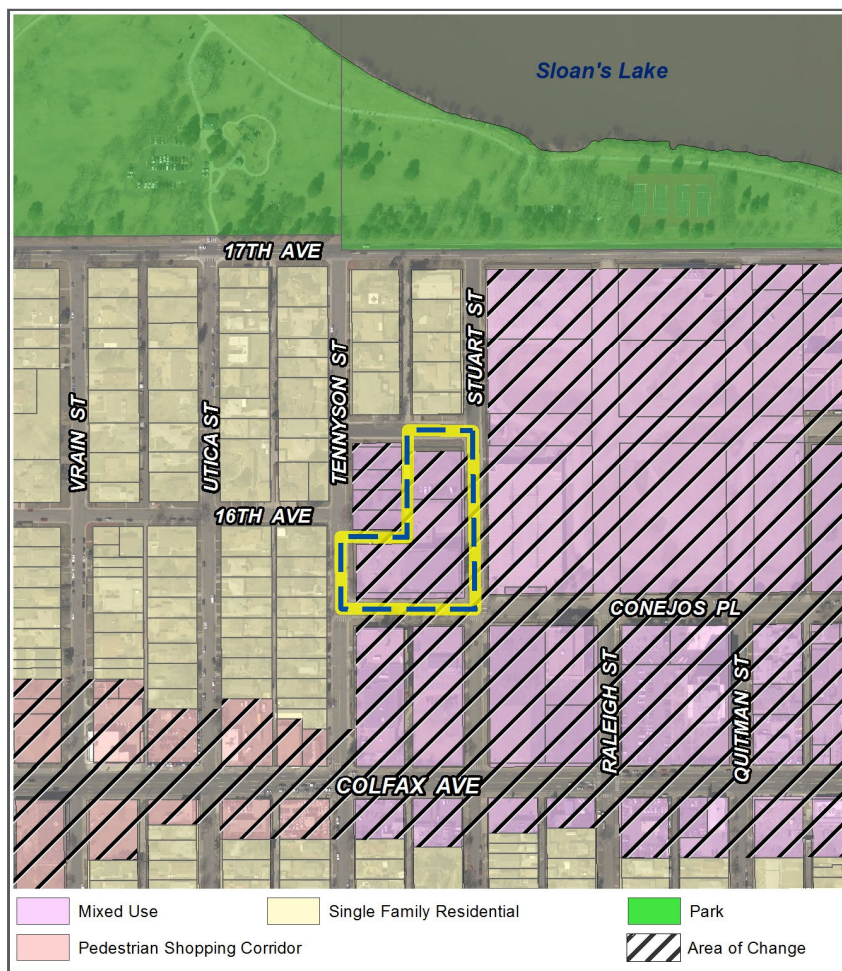 Sloan's Lake
17TH AVE
STUART ST
TENNYSON ST
VRAIN ST
UTICA ST
16TH AVE
CONEJOS PL
RALEIGH ST
QUITMAN ST
COLFAX AVE
Mixed Use
Single Family Residential
Park
Pedestrian Shopping Corridor
Area of Change